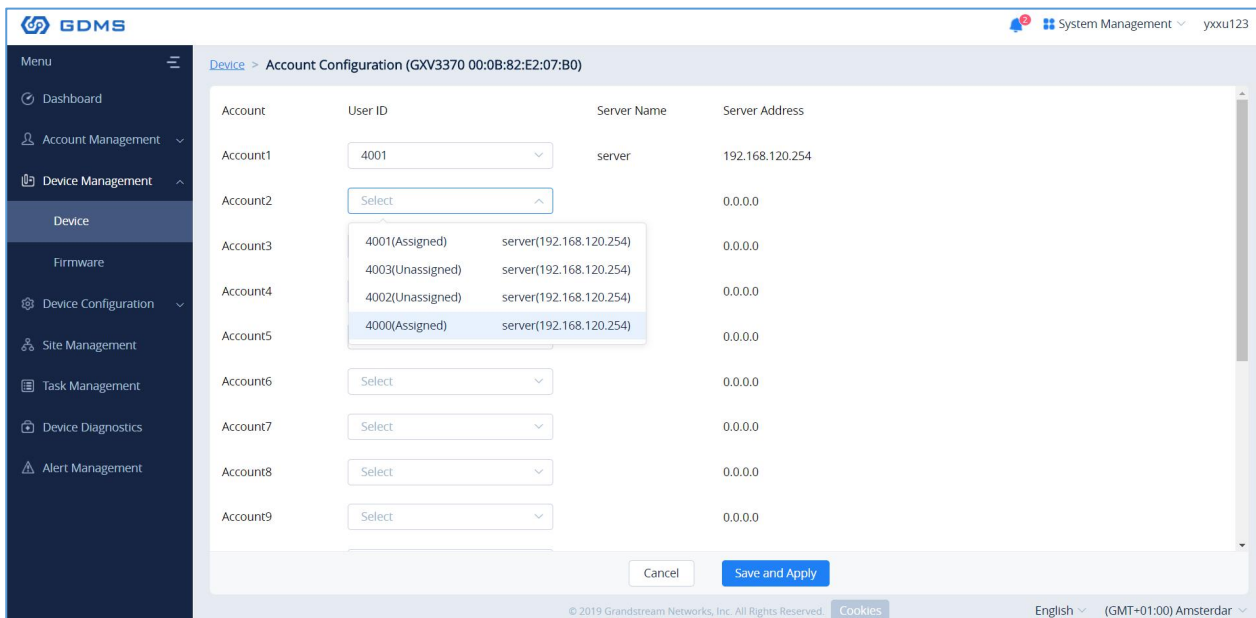 GDMS
2
System Management
yxxu123
Menu
Device > Account Configuration (GXV3370 00:0B:82:E2:07:B0)
Dashboard
Account Management
Device Management
Device
Firmware
Device Configuration
Site Management
Task Management
Device Diagnostics
Alert Management
Account User ID Server Name Server Address
Account1 4001 server 192.168.120.254
Account2 Select 0.0.0.0
4001(Assigned) server(192.168.120.254)
Account3 0.0.0.0
4003(Unassigned) server(192.168.120.254)
Account4 0.0.0.0
4002(Unassigned) server(192.168.120.254)
4000(Assigned) server(192.168.120.254)
Account5 0.0.0.0
Account6 Select 0.0.0.0
Account7 Select 0.0.0.0
Account8 Select 0.0.0.0
Account9 Select 0.0.0.0
Cancel Save and Apply
© 2019 Grandstream Networks, Inc. All Rights Reserved. Cookies
English (GMT+01:00) Amsterdar